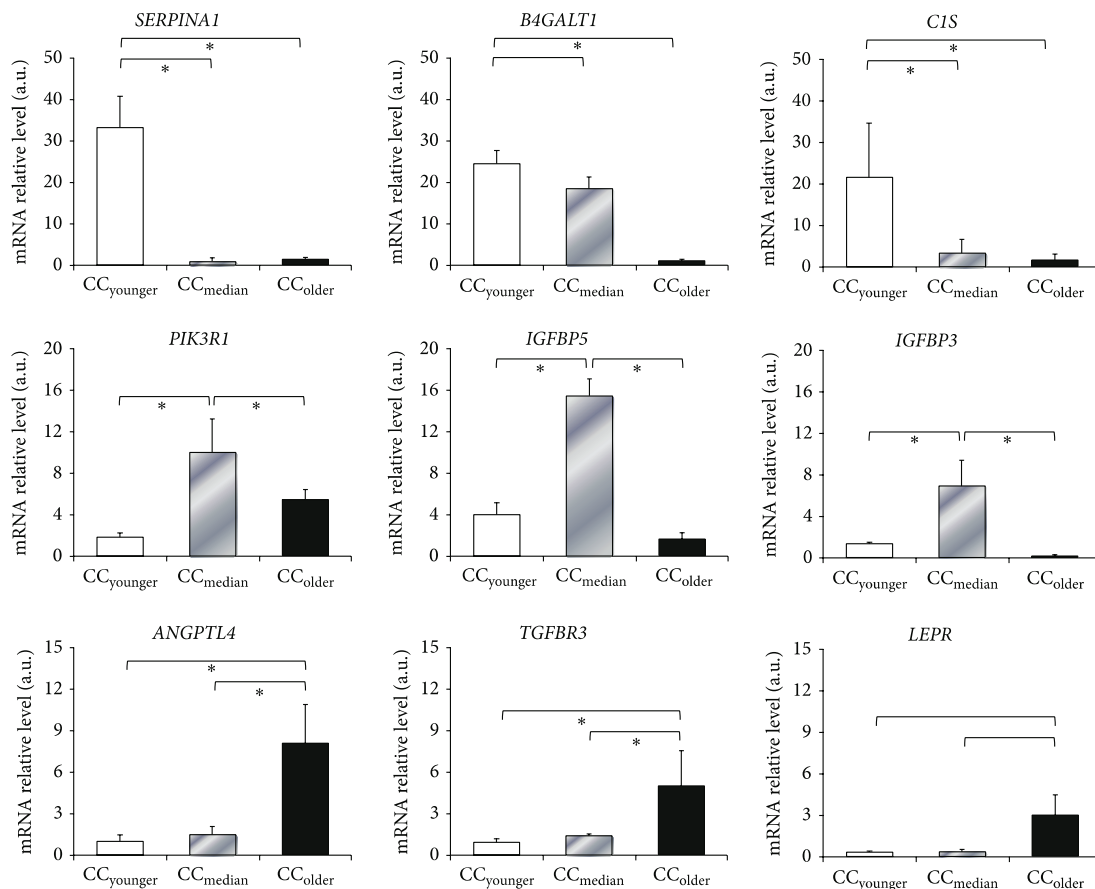 SERPINA1
mRNA relative level (a.u.)
50
40
30
20
10
0
*
*
CCyounger CCmedian CColder
B4GALT1
mRNA relative level (a.u.)
50
40
30
20
10
0
*
CCyounger CCmedian CColder
C1S
mRNA relative level (a.u.)
50
40
30
20
10
0
*
*
CCyounger CCmedian CColder
PIK3R1
mRNA relative level (a.u.)
20
16
12
8
4
0
* *
CCyounger CCmedian CColder
IGFBP5
mRNA relative level (a.u.)
20
16
12
8
4
0
* *
CCyounger CCmedian CColder
IGFBP3
mRNA relative level (a.u.)
20
16
12
8
4
0
* *
CCyounger CCmedian CColder
ANGPTL4
mRNA relative level (a.u.)
15
12
9
6
3
0
*
*
CCyounger CCmedian CColder
TGFBR3
mRNA relative level (a.u.)
15
12
9
6
3
0
*
*
CCyounger CCmedian CColder
LEPR
mRNA relative level (a.u.)
15
12
9
6
3
0
CCyounger CCmedian CColder